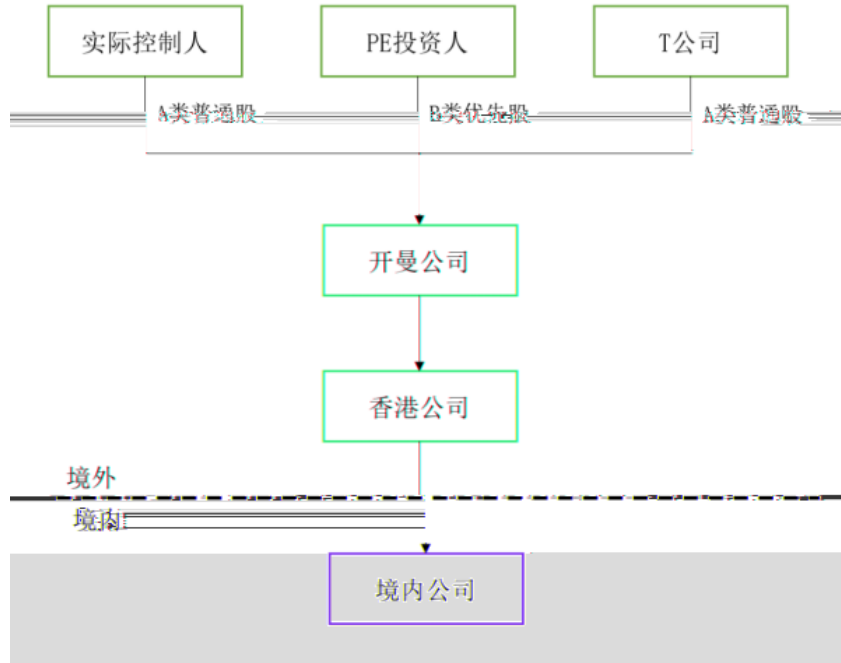 实际控制人
PE投资人
T公司
A类普通股
B类优先股
A类普通股
开曼公司
香港公司
境外
境内
境内公司